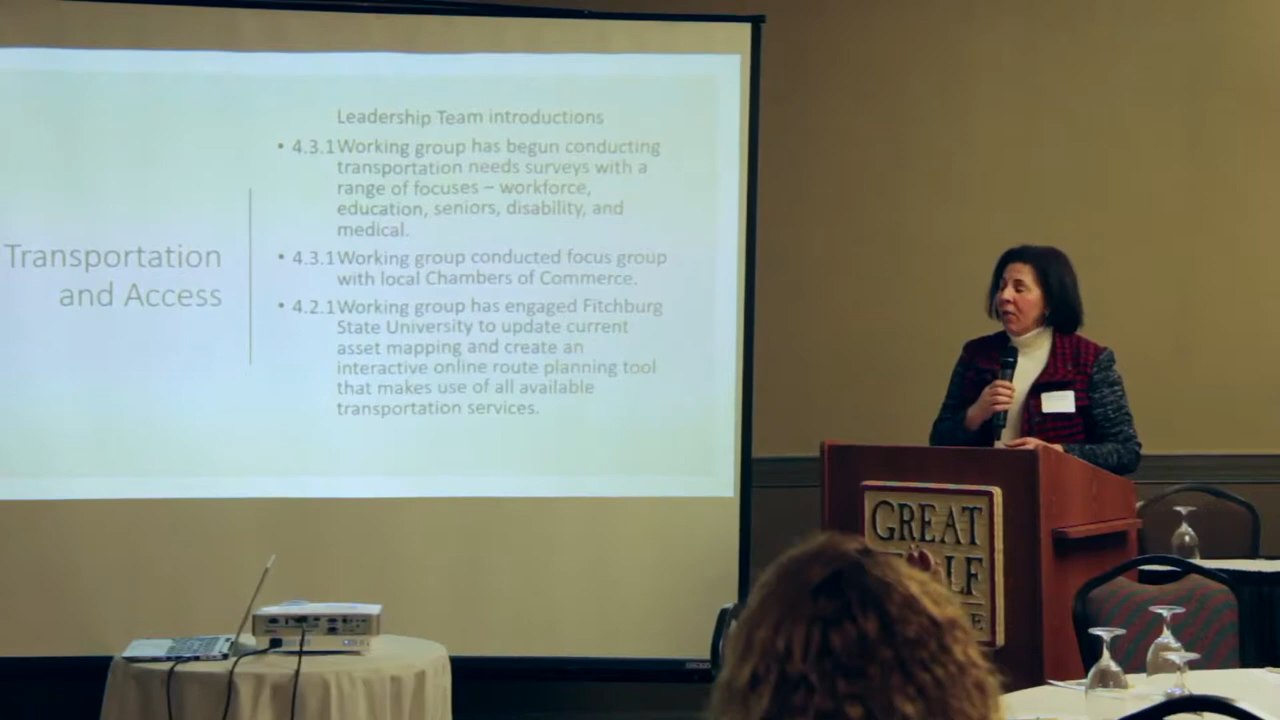 Leadership Team introductions
• 4.3.1 Working group has begun conducting
transportation needs surveys with a
range of focuses – workforce,
education, seniors, disability, and
medical.
• 4.3.1 Working group conducted focus group
with local Chambers of Commerce.
• 4.2.1 Working group has engaged Fitchburg
State University to update current
asset mapping and create an
interactive online route planning tool
that makes use of all available
transportation services.
Transportation
and Access
GREAT
LF
E